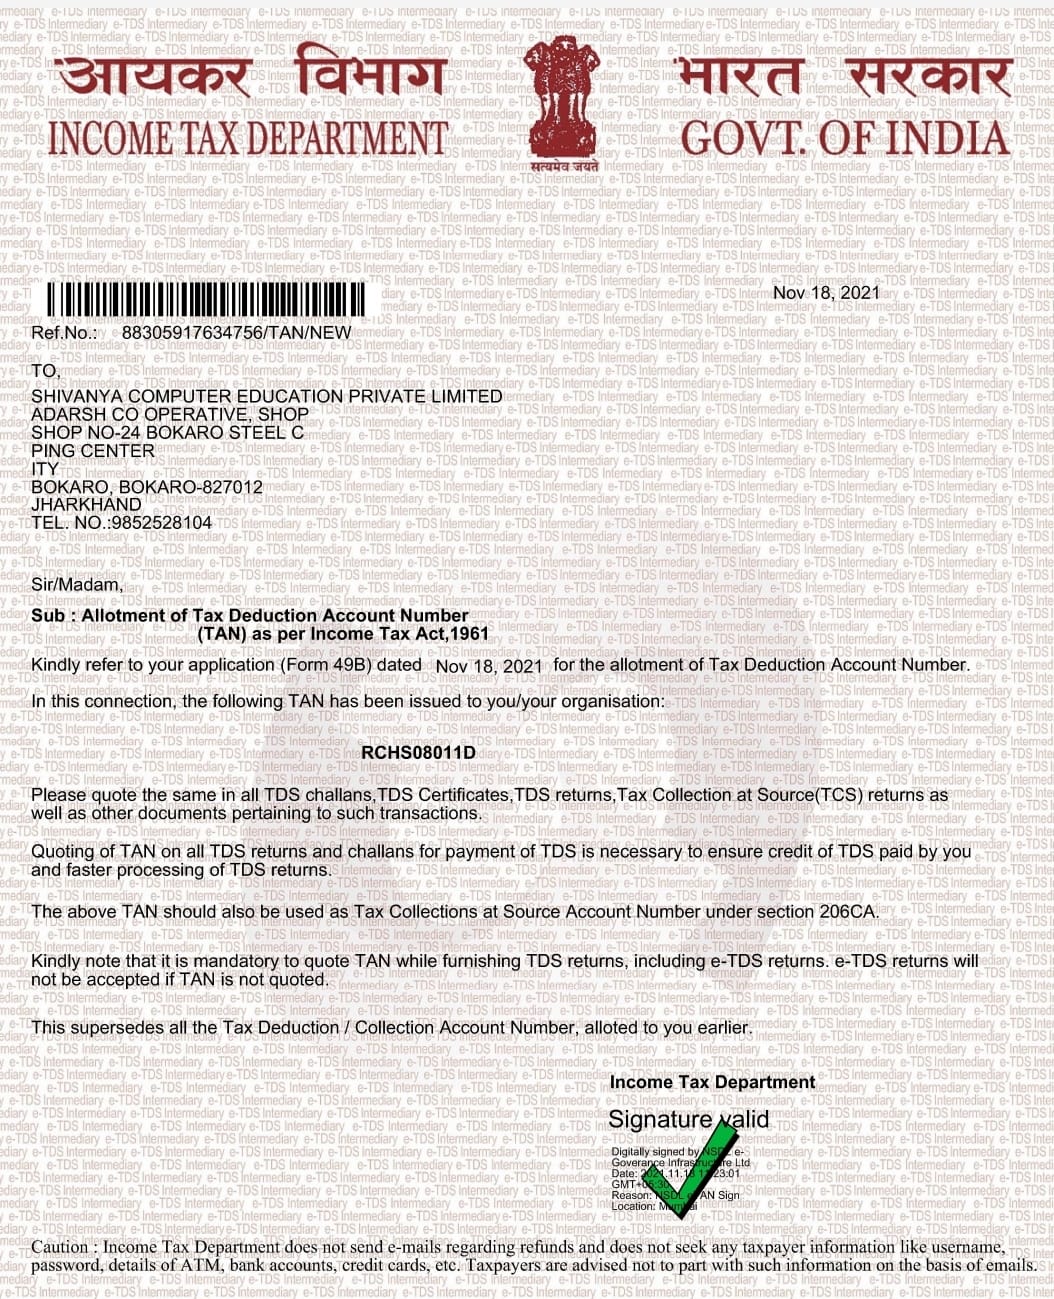 आयकर विभाग
INCOME TAX DEPARTMENT
सत्यमेव जयते
भारत सरकार
GOVT. OF INDIA
Nov 18, 2021
Ref.No.: 88305917634756/TAN/NEW
TO,
SHIVANYA COMPUTER EDUCATION PRIVATE LIMITED
ADARSH CO OPERATIVE, SHOP
SHOP NO-24 BOKARO STEEL C
PING CENTER
ITY
BOKARO, BOKARO-827012
JHARKHAND
TEL. NO.:9852528104
Sir/Madam,
Sub : Allotment of Tax Deduction Account Number
(TAN) as per Income Tax Act,1961
Kindly refer to your application (Form 49B) dated Nov 18, 2021 for the allotment of Tax Deduction Account Number.
In this connection, the following TAN has been issued to you/your organisation:
RCHS08011D
Please quote the same in all TDS challans,TDS Certificates,TDS returns,Tax Collection at Source(TCS) returns as
well as other documents pertaining to such transactions.
Quoting of TAN on all TDS returns and challans for payment of TDS is necessary to ensure credit of TDS paid by you
and faster processing of TDS returns.
The above TAN should also be used as Tax Collections at Source Account Number under section 206CA.
Kindly note that it is mandatory to quote TAN while furnishing TDS returns, including e-TDS returns. e-TDS returns will
not be accepted if TAN is not quoted.
This supersedes all the Tax Deduction / Collection Account Number, alloted to you earlier.
Income Tax Department
Signature valid
Digitally signed by NSDL e-
Goverance Infrastructure Ltd
Date: 11 23:01
GMT+05:30
Reason: NSDL Sign
Location: Mumbai
Caution : Income Tax Department does not send e-mails regarding refunds and does not seek any taxpayer information like username,
password, details of ATM, bank accounts, credit cards, etc. Taxpayers are advised not to part with such information on the basis of emails.